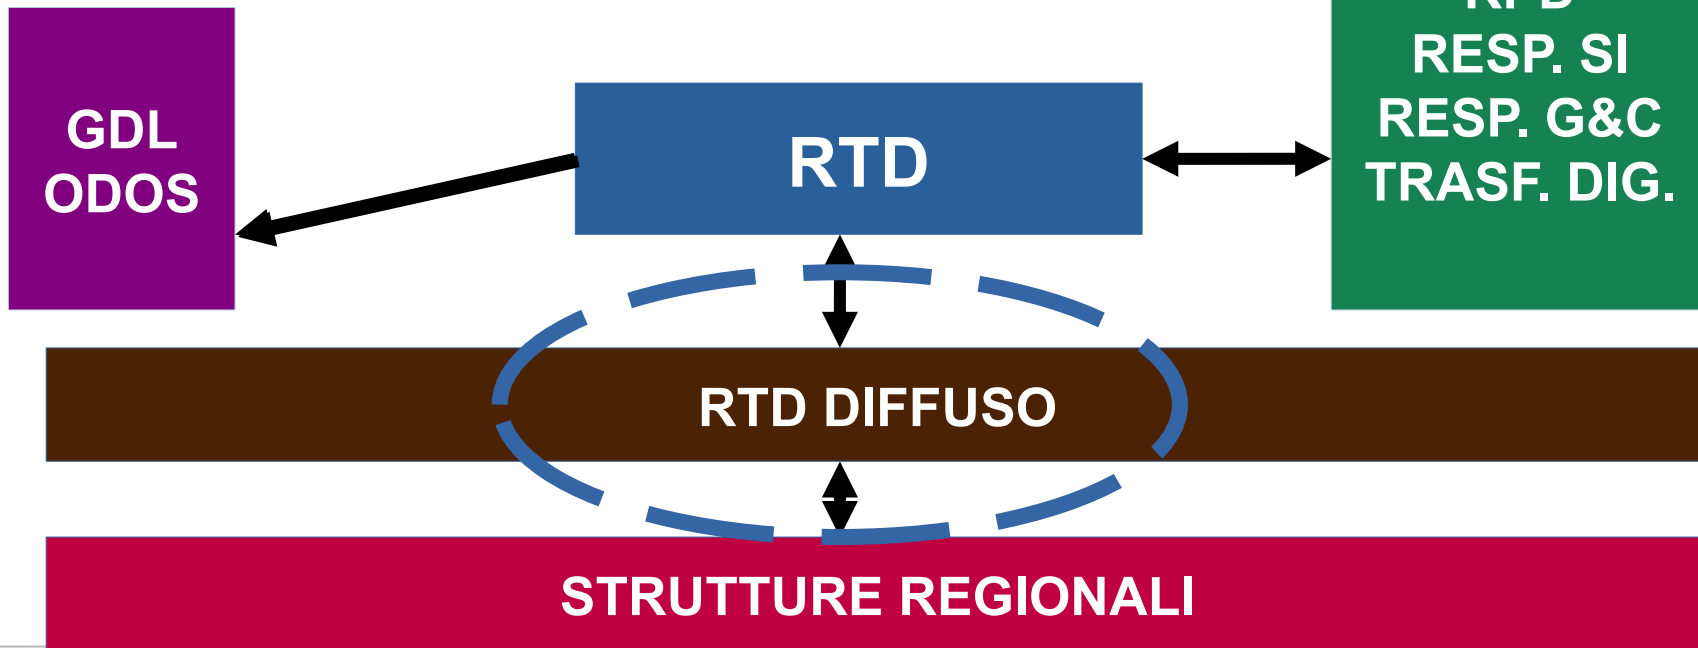 GDL
ODOS
RTD
RESP. SI
RESP. G&C
TRASF. DIG.
RTD DIFFUSO
STRUTTURE REGIONALI